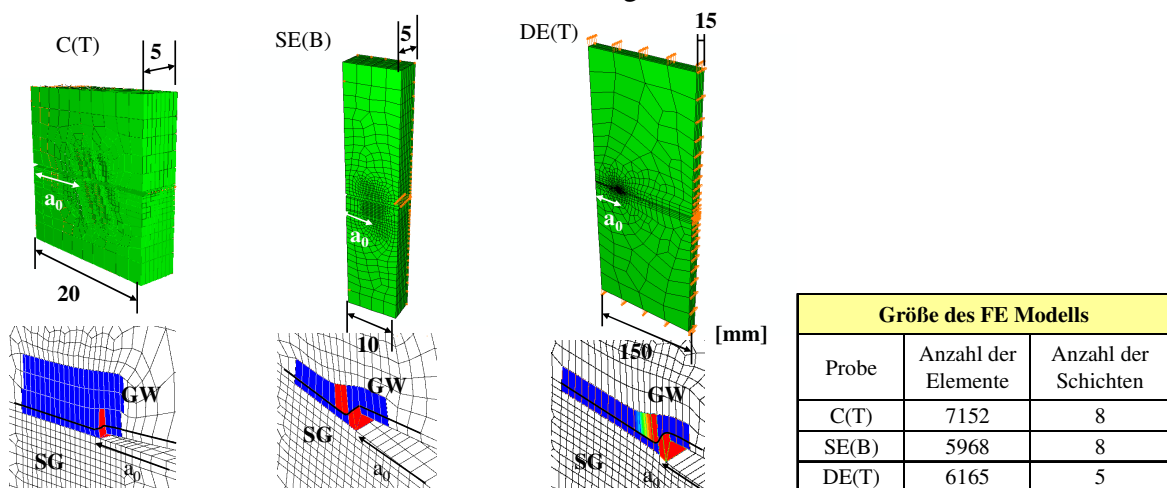 C(T)
5
a₀
20
SE(B)
5
a₀
10
DE(T)
15
a₀
150
[mm]
GW
SG
a₀
GW
SG
a₀
GW
SG
a₀
Größe des FE Modells
Probe Anzahl der Elemente Anzahl der Schichten
C(T) 7152 8
SE(B) 5968 8
DE(T) 6165 5